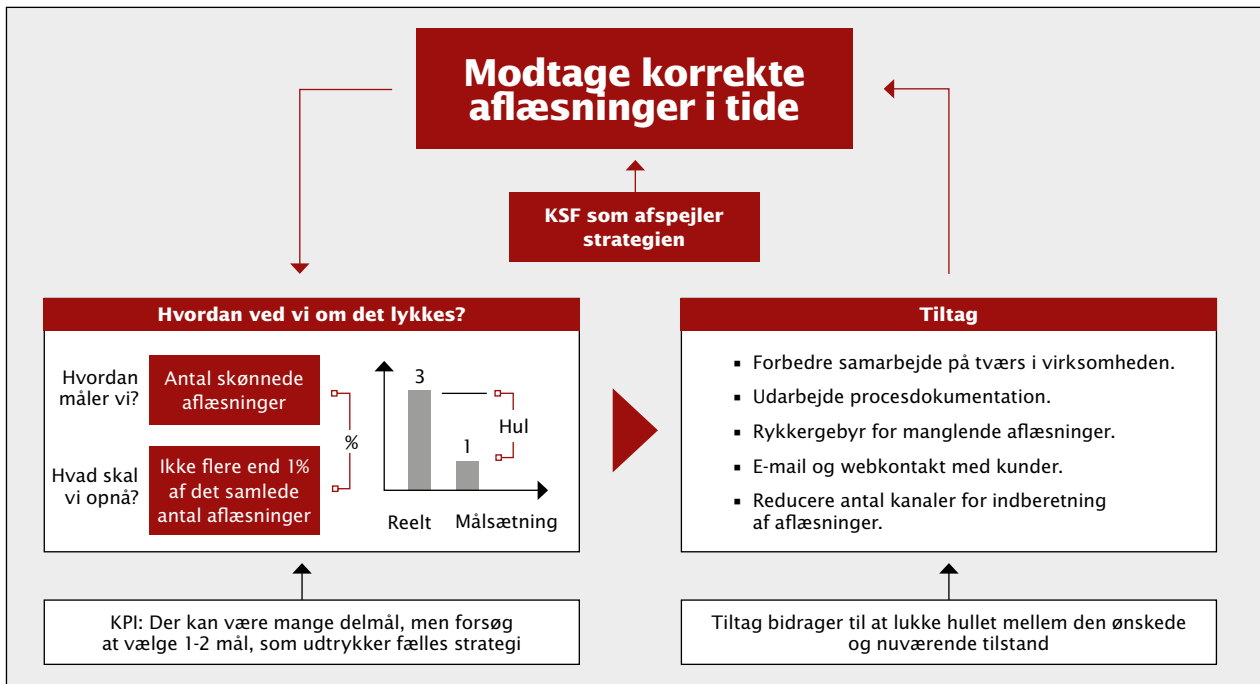 Modtage korrekte
aflæsninger i tide
KSF som afspejler
strategien
Hvordan ved vi om det lykkes?
Hvordan
måler vi?
Antal skønnede
aflæsninger
Hvad skal
vi opnå?
Ikke flere end 1%
af det samlede
antal aflæsninger
%
3
1
Hul
Reelt
Målsætning
KPI: Der kan være mange delmål, men forsøg
at vælge 1-2 mål, som udtrykker fælles strategi
Tiltag
▪ Forbedre samarbejde på tværs i virksomheden.
▪ Udarbejde procesdokumentation.
▪ Rykkergebyr for manglende aflæsninger.
▪ E-mail og webkontakt med kunder.
▪ Reducere antal kanaler for indberetning
af aflæsninger.
Tiltag bidrager til at lukke hullet mellem den ønskede
og nuværende tilstand